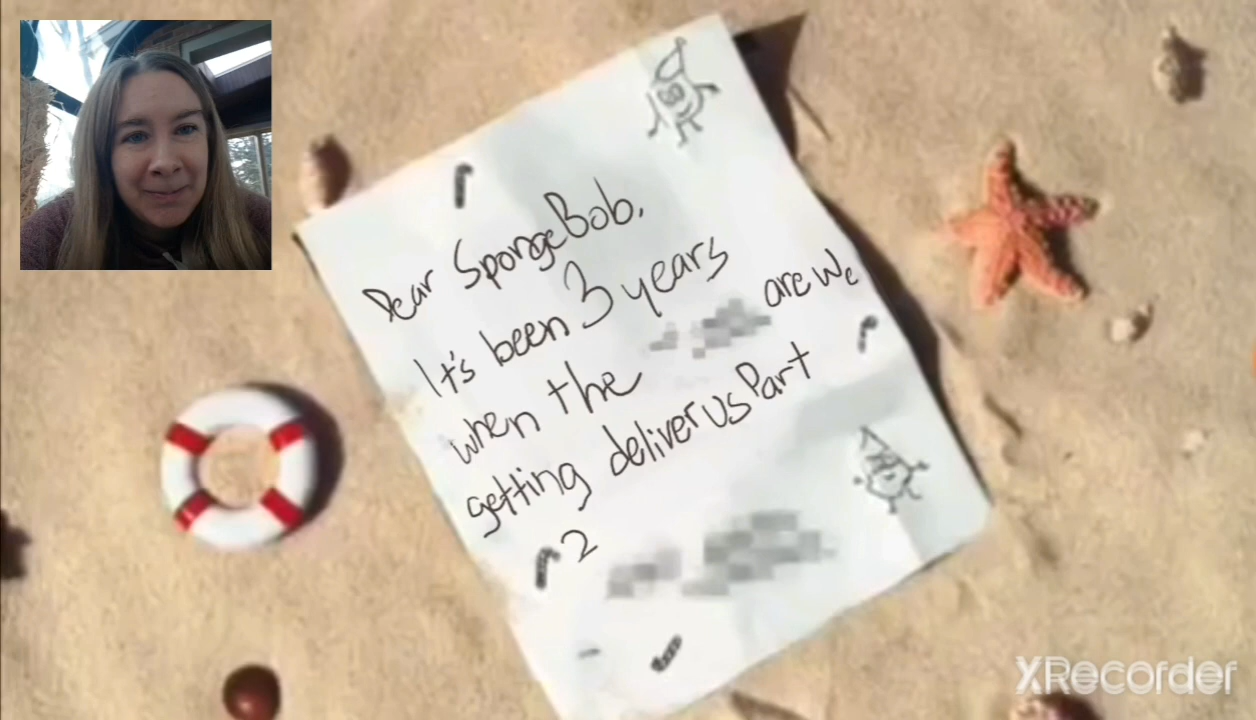 Dear SpongeBob,
It's been 3 years
when the are we
getting deliver us Part
2
XRecorder